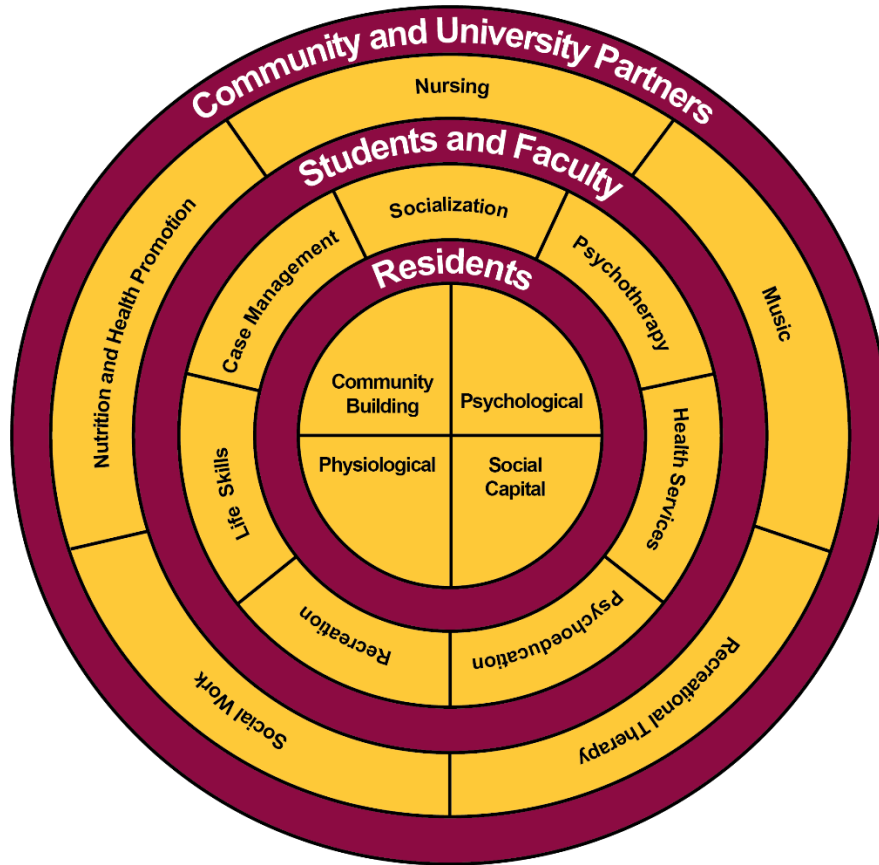 Community and University Partners
Nursing
Music
Recreational Therapy
Social Work
Nutrition and Health Promotion
Students and Faculty
Socialization
Psychotherapy
Health Services
Psychoeducation
Recreation
Life Skills
Case Management
Residents
Community
Building
Psychological
Physiological
Social
Capital